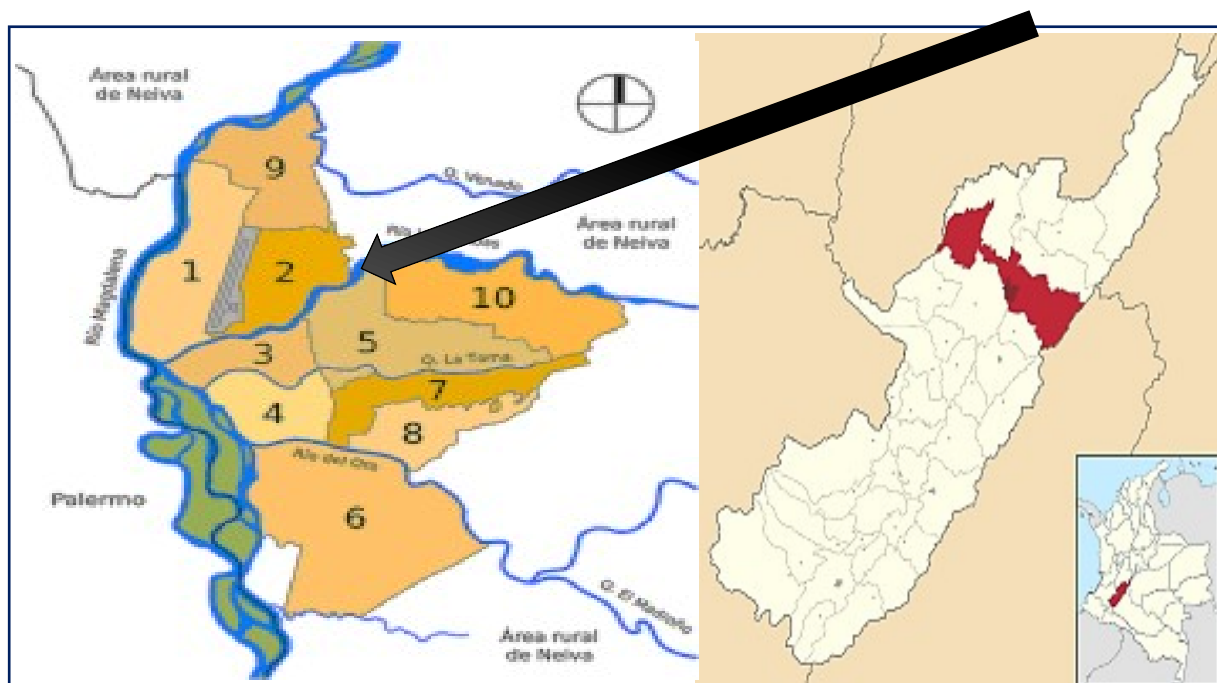 Área rural
de Neiva
9
Q. Venado
Área rural
de Neiva
Río
1
2
10
Río Magdalena
3
5
Q. La Toma
7
4
8
Río del Oro
Palermo
6
Q. El Madroño
Área rural
de Neiva